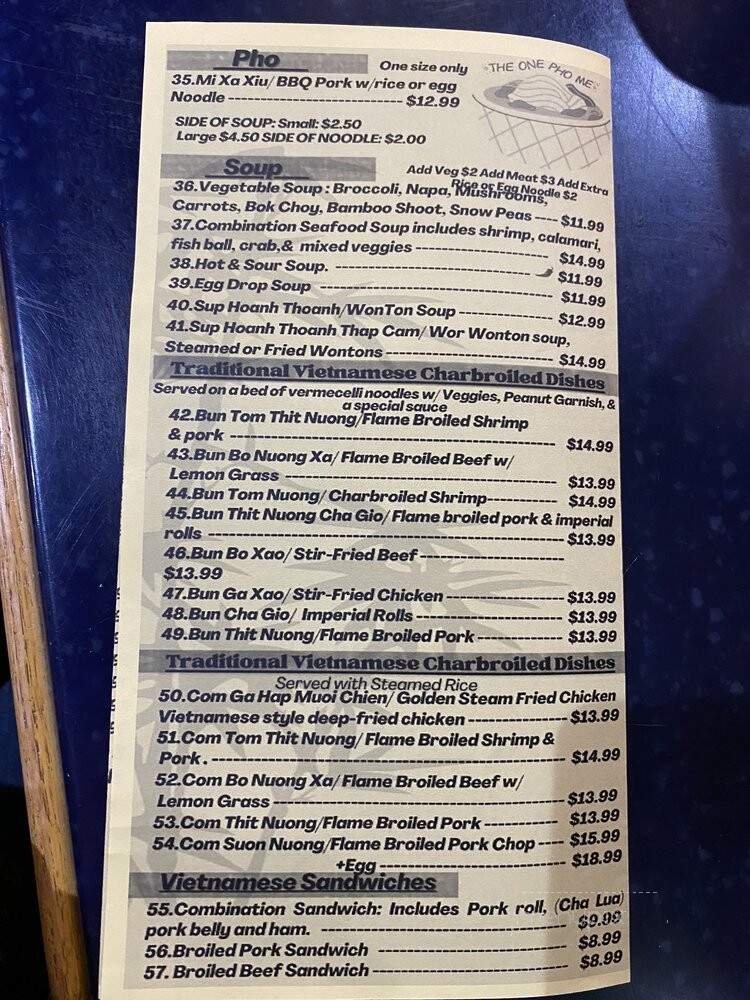 Pho
One size only
THE ONE PHO ME
35.Mi Xa Xiu/ BBQ Pork w/rice or egg
Noodle ---------------------------- $12.99
SIDE OF SOUP: Small: $2.50
Large $4.50 SIDE OF NOODLE: $2.00
Soup
Add Veg $2 Add Meat $3 Add Extra
Rice or Egg Noodle $2
36.Vegetable Soup : Broccoli, Napa, Mushrooms,
Carrots, Bok Choy, Bamboo Shoot, Snow Peas ---- $11.99
37.Combination Seafood Soup includes shrimp, calamari,
fish ball, crab,& mixed veggies --------------------- $14.99
38.Hot & Sour Soup. -------------------------------- $11.99
39.Egg Drop Soup ------------------------------------- $11.99
40.Sup Hoanh Thoanh/WonTon Soup --------------- $12.99
41.Sup Hoanh Thoanh Thap Cam/ Wor Wonton soup,
Steamed or Fried Wontons --------------------------- $14.99
Traditional Vietnamese Charbroiled Dishes
Served on a bed of vermecelli noodles w/ Veggies, Peanut Garnish, &
a special sauce
42.Bun Tom Thit Nuong/Flame Broiled Shrimp
& pork ---------------------------------------------------- $14.99
43.Bun Bo Nuong Xa/ Flame Broiled Beef w/
Lemon Grass ------------------------------------------- $13.99
44.Bun Tom Nuong/ Charbroiled Shrimp----------- $14.99
45.Bun Thit Nuong Cha Gio/ Flame broiled pork & imperial
rolls ------------------------------------------------------------ $13.99
46.Bun Bo Xao/ Stir-Fried Beef -----------------------
$13.99
47.Bun Ga Xao/ Stir-Fried Chicken ------------------- $13.99
48.Bun Cha Gio/ Imperial Rolls ----------------------- $13.99
49.Bun Thit Nuong/Flame Broiled Pork ------------- $13.99
Traditional Vietnamese Charbroiled Dishes
Served with Steamed Rice
50.Com Ga Hap Muoi Chien/ Golden Steam Fried Chicken
Vietnamese style deep-fried chicken ---------------- $13.99
51.Com Tom Thit Nuong/ Flame Broiled Shrimp &
Pork . -------------------------------------------------------- $14.99
52.Com Bo Nuong Xa/ Flame Broiled Beef w/
Lemon Grass ---------------------------------------------- $13.99
53.Com Thit Nuong/Flame Broiled Pork ------------ $13.99
54.Com Suon Nuong/Flame Broiled Pork Chop ---- $15.99
+Egg ----------------------------- $18.99
Vietnamese Sandwiches
55.Combination Sandwich: Includes Pork roll, (Cha Lua)
pork belly and ham. --------------------------------------- $9.99
56.Broiled Pork Sandwich ------------------------------ $8.99
57. Broiled Beef Sandwich ------------------------------- $8.99